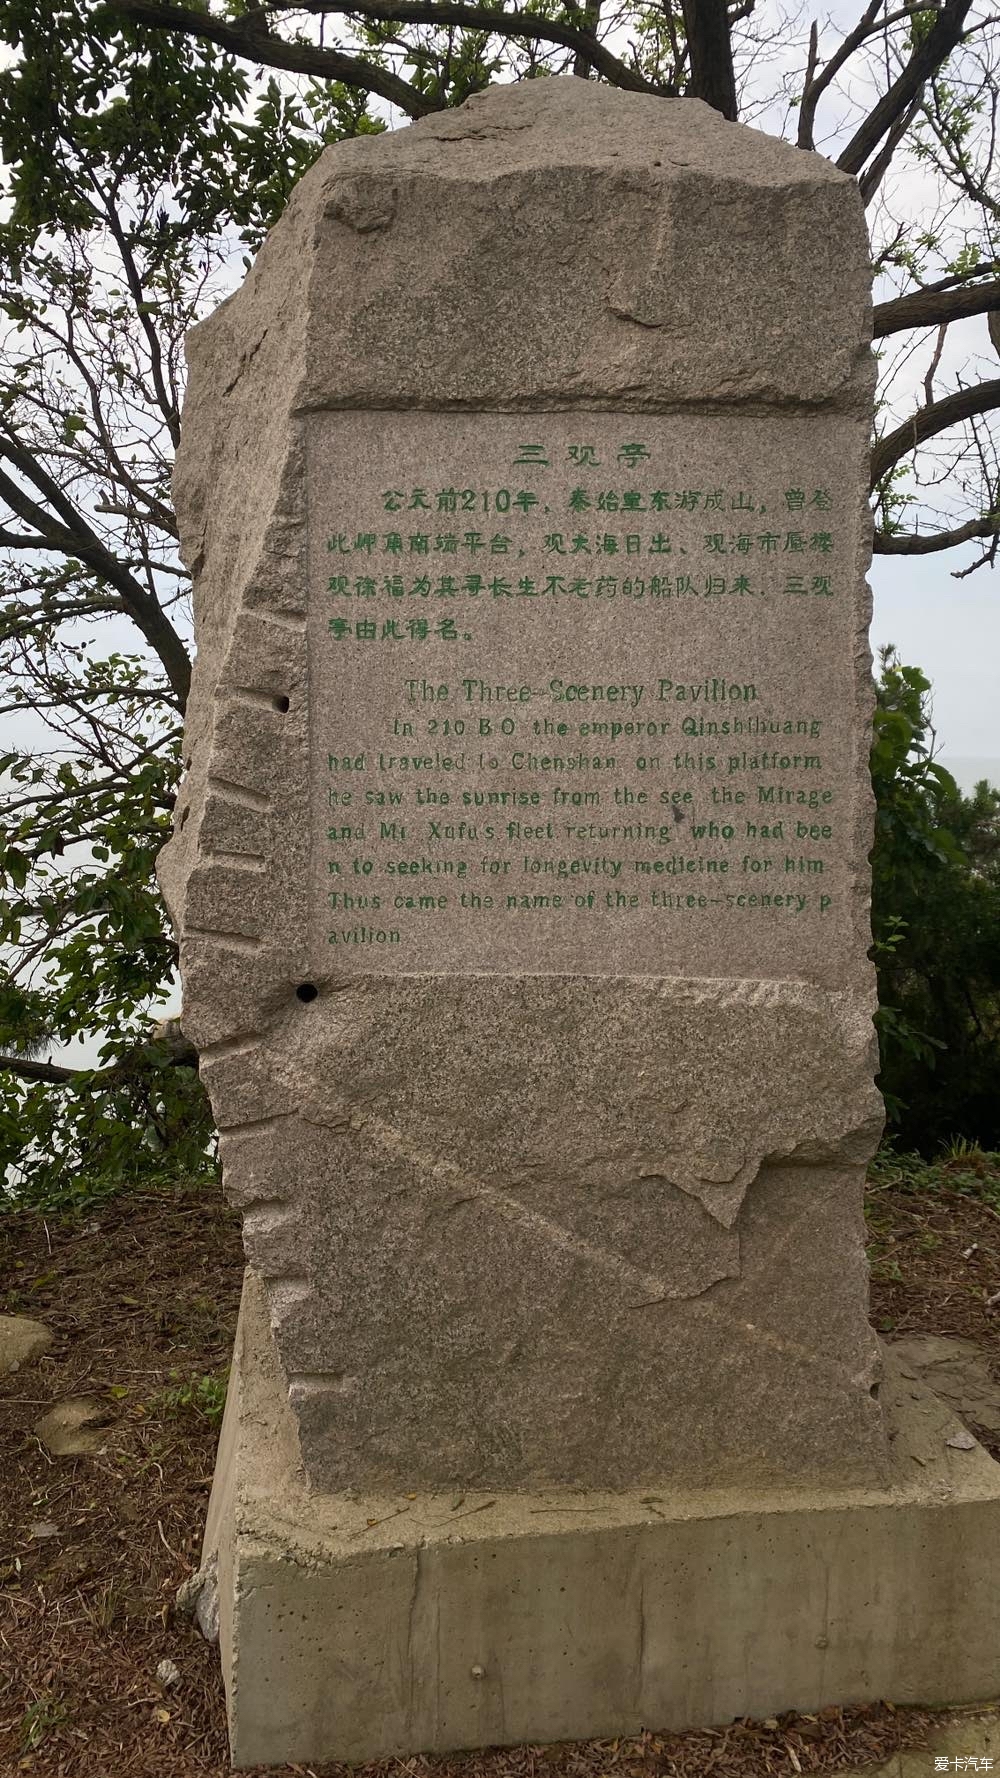 三观亭
公元前210年，秦始皇东游成山，曾登
此岬角南端平台，观大海日出、观海市蜃楼
观徐福为其寻长生不老药的船队归来．三观
亭由此得名。
The Three-Scenery Pavilion
In 210 B O the emperor Qinshihuang
had traveled to Chenshan on this platform
he saw the sunrise from the see the Mirage
and Mr Xufu's fleet returning who had bee
n to seeking for longevity medicine for him
Thus came the name of the three-scenery p
avilion
爱卡汽车